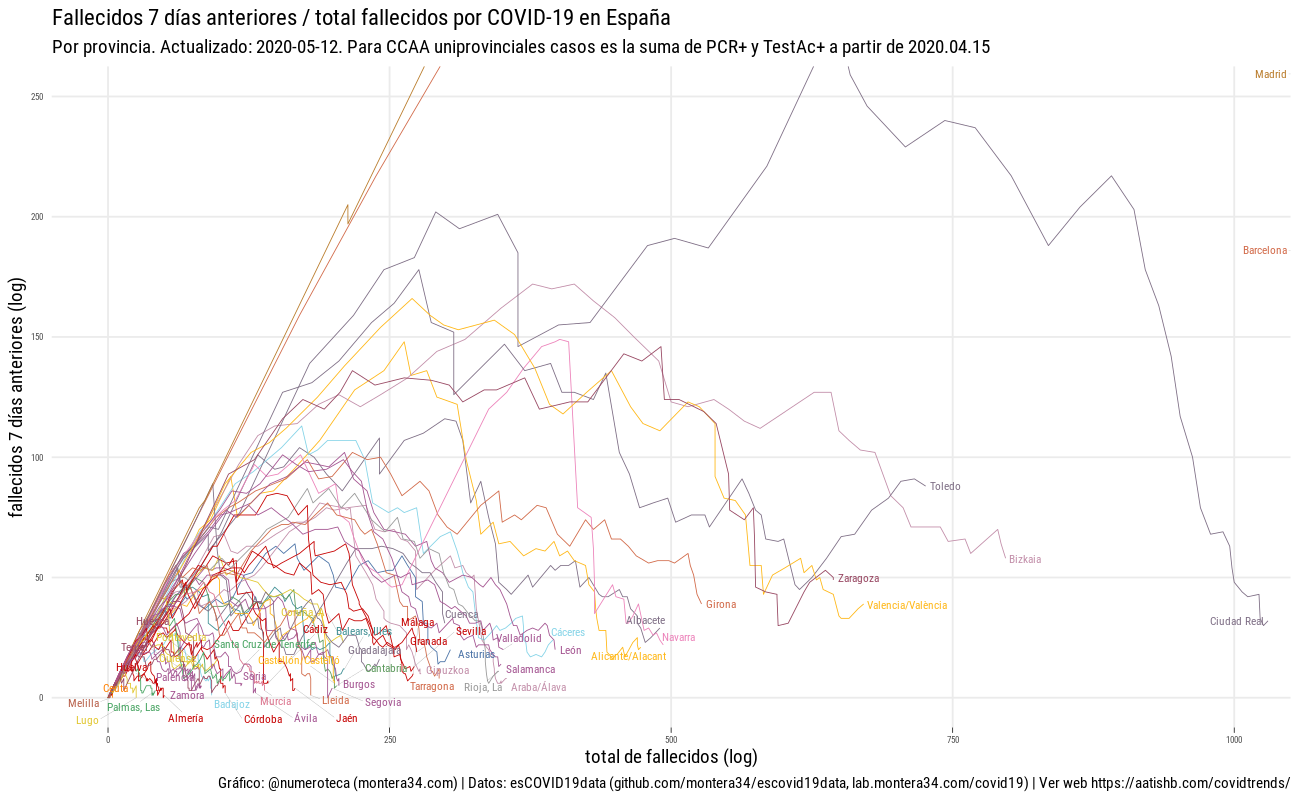 Fallecidos 7 días anteriores / total fallecidos por COVID-19 en España
Por provincia. Actualizado: 2020-05-12. Para CCAA uniprovinciales casos es la suma de PCR+ y TestAc+ a partir de 2020.04.15
fallecidos 7 días anteriores (log)
250
200
150
100
50
0
Madrid
Barcelona
Toledo
Bizkaia
Zaragoza
Girona
Valencia/València
Ciudad Real
Albacete
Navarra
Cuenca
Málaga
Sevilla
Cáceres
Valladolid
Granada
León
Alicante/Alacant
Asturias
Huesca
Cádiz
Balears, Illes
Santa Cruz de Tenerife
Guadalajara
Castellón/Castelló
Cantabria
Gipuzkoa
Salamanca
Huelva
Palencia
Soria
Burgos
Tarragona
Rioja, La
Araba/Álava
Ceuta
Zamora
Melilla
Palmas, Las
Badajoz
Murcia
Lleida
Segovia
Lugo
Almería
Córdoba
Ávila
Jaén
0
250
500
750
1000
total de fallecidos (log)
Gráfico: @numeroteca (montera34.com) | Datos: esCOVID19data (github.com/montera34/escovid19data, lab.montera34.com/covid19) | Ver web https://aatishb.com/covidtrends/